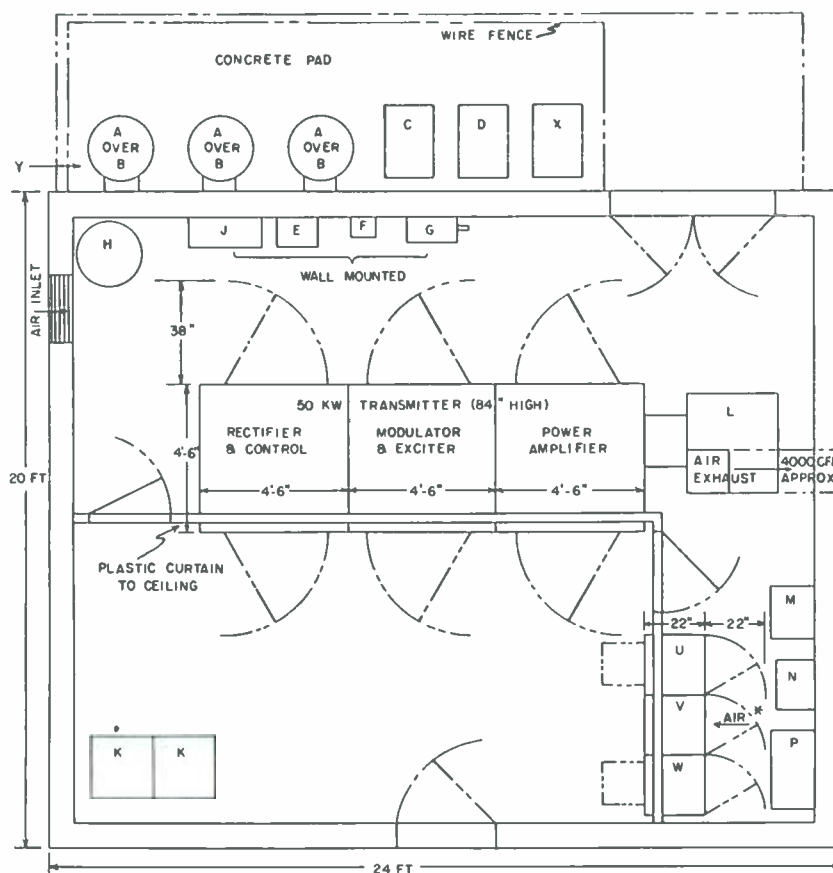 WIRE FENCE
CONCRETE PAD
A
OVER
B
A
OVER
B
A
OVER
B
C
D
X
Y
H
J
E
F
G
WALL MOUNTED
AIR INLET
38"
50 KW TRANSMITTER (84" HIGH)
RECTIFIER
& CONTROL
MODULATOR
& EXCITER
POWER
AMPLIFIER
L
AIR
EXHAUST
4000 CF
APPROX
4'-6"
4'-6"
4'-6"
4'-6"
20 FT
PLASTIC CURTAIN
TO CEILING
22"
22"
M
U
N
V
AIR *
P
W
K
K
24 FT